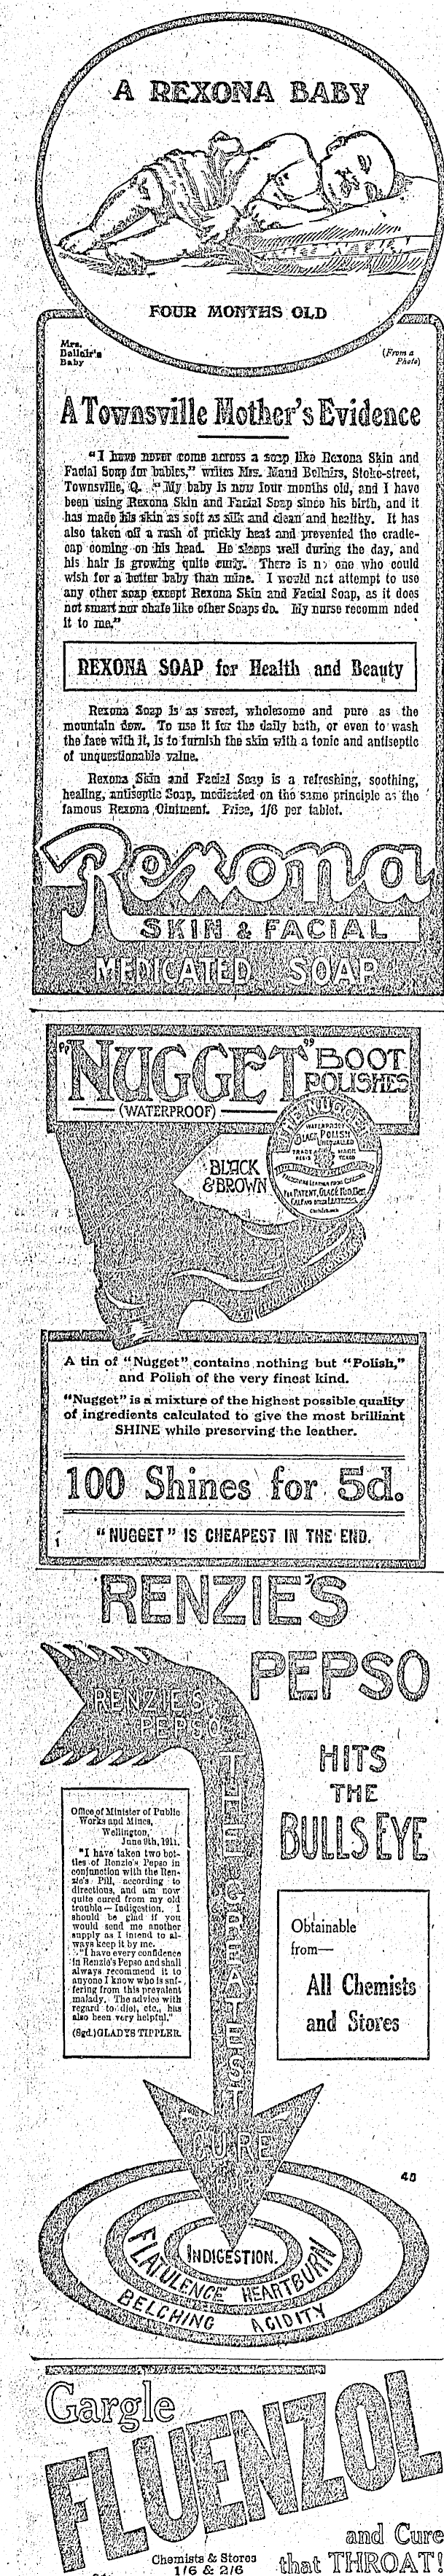 A REXONA BABY
FOUR MONTHS OLD
Mrs.
Bellair's
Baby
(From a
Photo)
A Townsville Mother's Evidence
"I have never come across a soap like Rexona Skin and
Facial Soap for babies," writes Mrs. Maud Bellairs, Stoke-street,
Townsville, Q. "My baby is now four months old, and I have
been using Rexona Skin and Facial Soap since his birth, and it
has made his skin as soft as silk and clean and healthy. It has
also taken off a rash of prickly heat and prevented the cradle-
cap coming on his head. He sleeps well during the day, and
his hair is growing quite curly. There is no one who could
wish for a better baby than mine. I would not attempt to use
any other soap except Rexona Skin and Facial Soap, as it does
not smart nor chafe like other Soaps do. My nurse recomm nded
it to me."
REXONA SOAP for Health and Beauty
Rexona Soap is as sweet, wholesome and pure as the
mountain dew. To use it for the daily bath, or even to wash
the face with it, is to furnish the skin with a tonic and antiseptic
of unquestionable value.
Rexona Skin and Facial Soap is a refreshing, soothing,
healing, antiseptic Soap, medicated on the same principle as the
famous Rexona Ointment. Price, 1/6 per tablet.
Rexona
SKIN & FACIAL
MEDICATED SOAP
"NUGGET" BOOT
POLISHES
(WATERPROOF)
THE NUGGET
WATERPROOF
BLACK POLISH
UNEQUALLED
TRADE MARK
BLACK
& BROWN
FOR PATENT, GLACÉ KID,
A tin of "Nugget" contains nothing but "Polish,"
and Polish of the very finest kind.
"Nugget" is a mixture of the highest possible quality
of ingredients calculated to give the most brilliant
SHINE while preserving the leather.
100 Shines for 5d.
1
"NUGGET" IS CHEAPEST IN THE END.
RENZIE'S
PEPSO
RENZIE'S
PEPSO
THE GREATEST
CURE
FOR
HITS
THE
BULLS EYE
Office of Minister of Public
Works and Mines,
Wellington,
June 9th, 1911.
"I have taken two bot-
tles of Renzie's Pepso in
conjunction with the Ren-
zie's Pill, according to
directions, and am now
quite cured from my old
trouble — Indigestion. I
should be glad if you
would send me another
supply as I intend to al-
ways keep it by me.
"I have every confidence
in Renzie's Pepso and shall
always recommend it to
anyone I know who is suf-
fering from this prevalent
malady. The advice with
regard to diet, etc., has
also been very helpful."
(Sgd.) GLADYS TIPPLER.
Obtainable
from—
All Chemists
and Stores
40
INDIGESTION.
FLATULENCE HEARTBURN
BELCHING ACIDITY
Gargle
FLUENZOL
and Cure
that THROAT!
Chemists & Stores
1/6 & 2/6